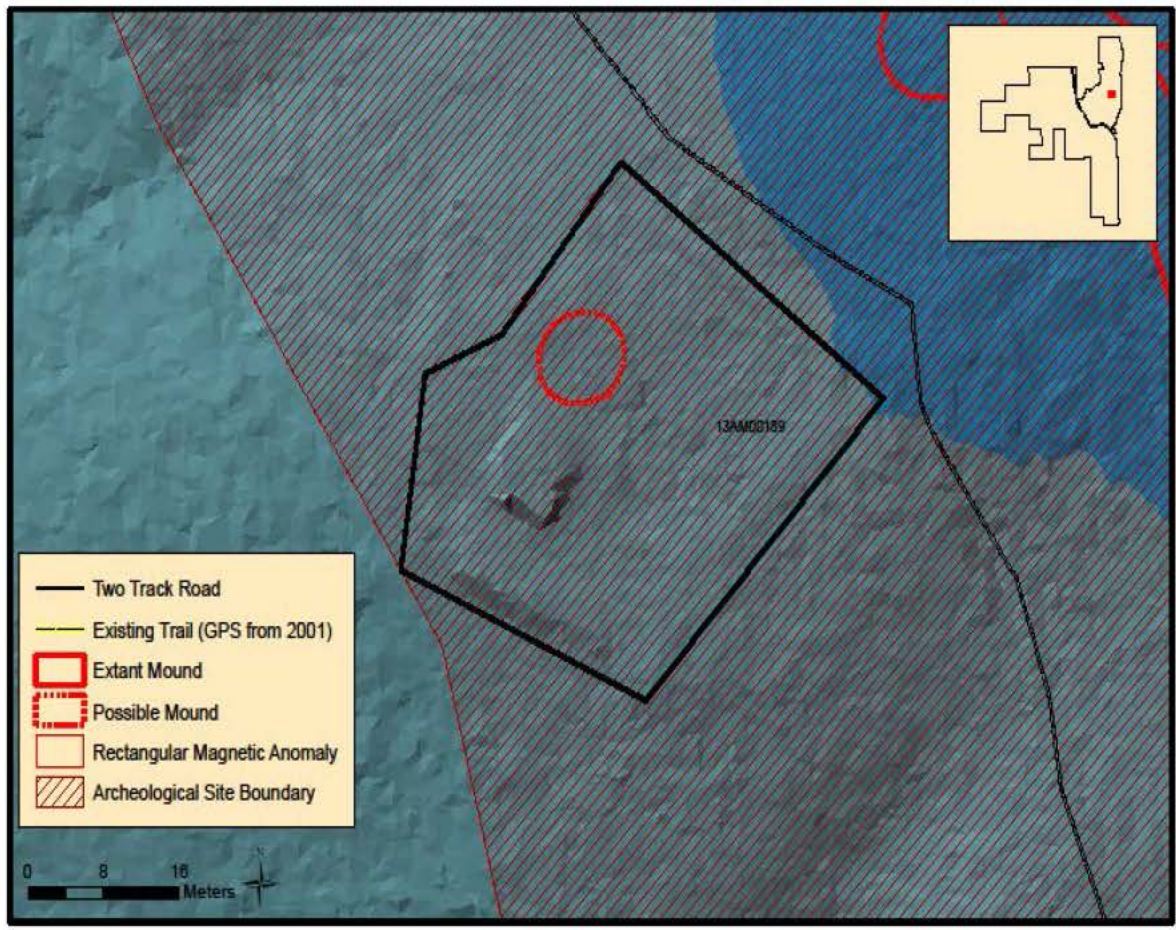 13AM00189
Two Track Road
Existing Trail (GPS from 2001)
Extant Mound
Possible Mound
Rectangular Magnetic Anomaly
Archeological Site Boundary
0 8 16
Meters
N